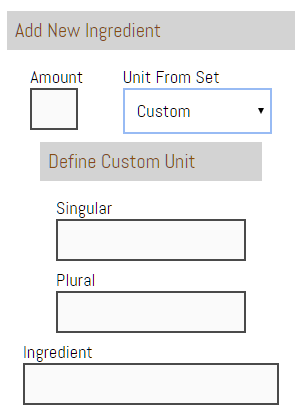 Add New Ingredient
Amount Unit From Set
Custom
Define Custom Unit
Singular
Plural
Ingredient